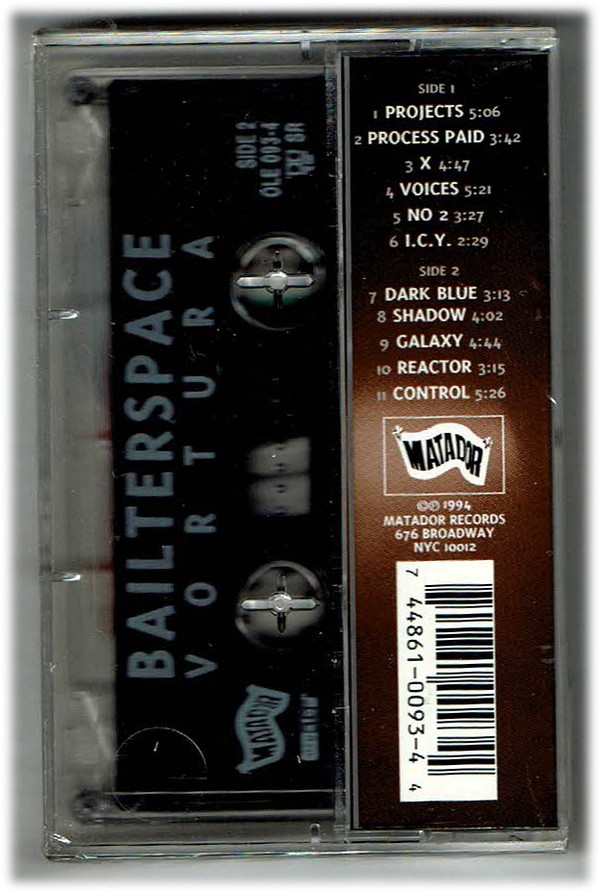 BAILTERSPACE
VORTURA
SIDE 2
OLE 093-4
MATADOR
SIDE 1
1 PROJECTS 5:06
2 PROCESS PAID 3:42
3 X 4:47
4 VOICES 5:21
5 NO 2 3:27
6 I.C.Y. 2:29
SIDE 2
7 DARK BLUE 3:13
8 SHADOW 4:02
9 GALAXY 4:44
10 REACTOR 3:15
11 CONTROL 5:26
MATADOR
©℗ 1994
MATADOR RECORDS
676 BROADWAY
NYC 10012
7 44861-0093-4 4